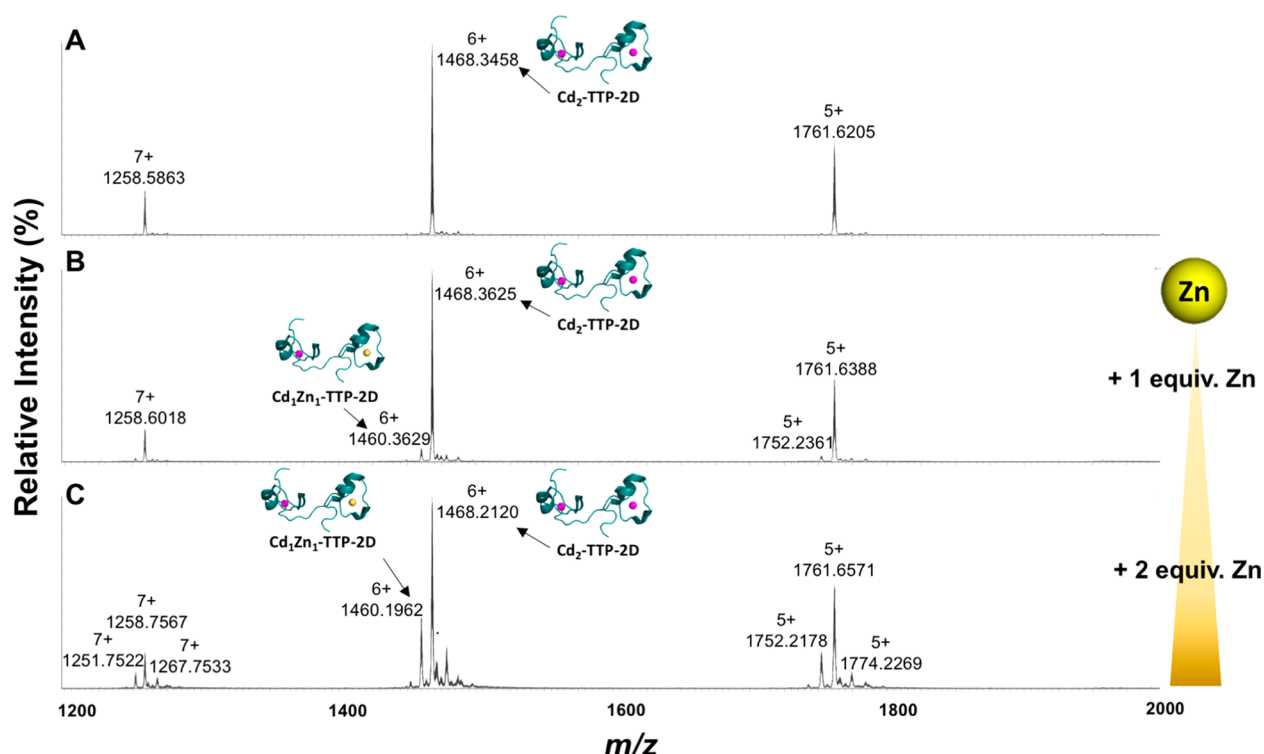 A
6+
1468.3458
Cd₂-TTP-2D
5+
1761.6205
7+
1258.5863
Relative Intensity (%)
B
6+
1468.3625
Cd₂-TTP-2D
Cd₁Zn₁-TTP-2D
6+
1460.3629
7+
1258.6018
5+
1761.6388
5+
1752.2361
Zn
+ 1 equiv. Zn
C
6+
1468.2120
Cd₂-TTP-2D
Cd₁Zn₁-TTP-2D
6+
1460.1962
7+
1258.7567
7+
1251.7522
7+
1267.7533
5+
1761.6571
5+
1752.2178
5+
1774.2269
+ 2 equiv. Zn
1200 1400 1600 1800 2000
m/z